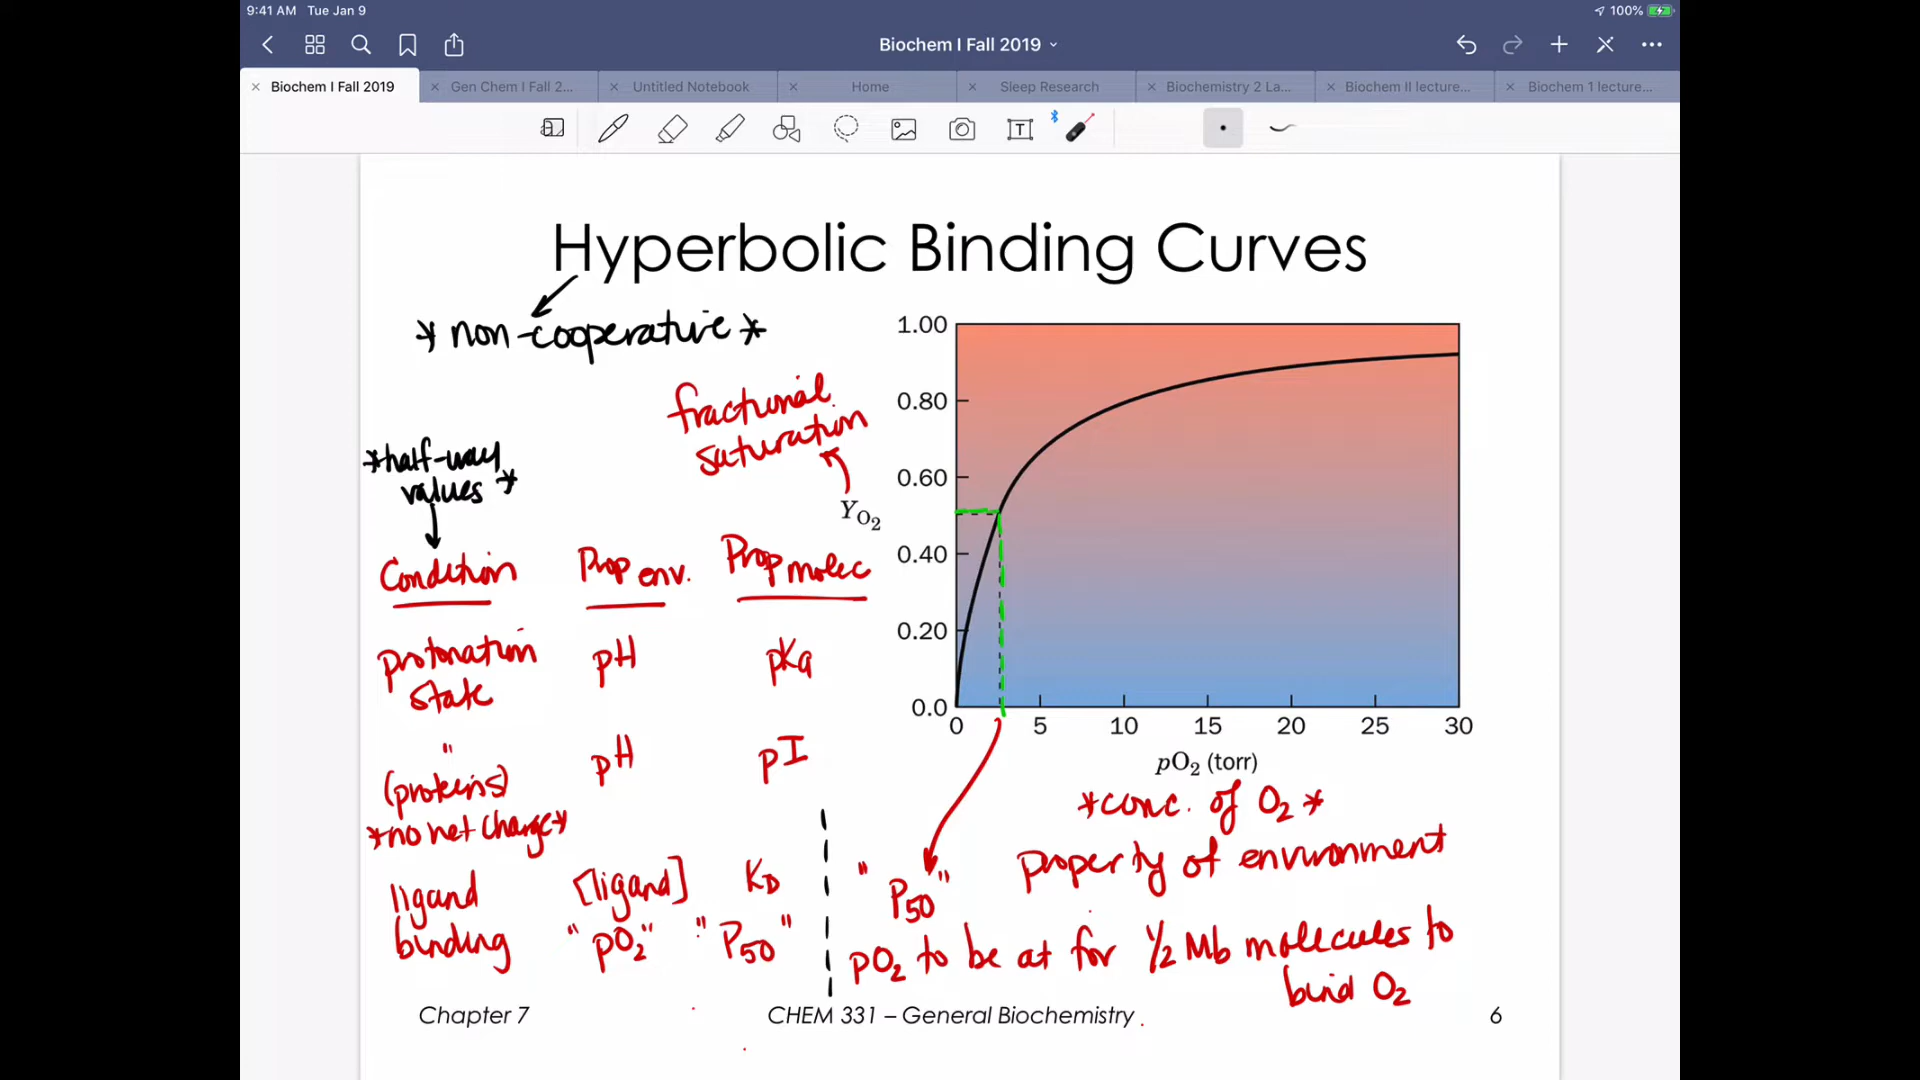 9:41 AM Tue Jan 9
100%
Biochem I Fall 2019
Biochem I Fall 2019
Gen Chem I Fall 2...
Untitled Notebook
Home
Sleep Research
Biochemistry 2 La...
Biochem II lecture...
Biochem 1 lecture...
T
Hyperbolic Binding Curves
* non-cooperative *
fractional
saturation
*half-way
values *
Y O₂
1.00
0.80
0.60
0.40
0.20
0.0
0 5 10 15 20 25 30
pO₂ (torr)
Condition Prop env. Prop molec
protonation state pH pKa
" (proteins) pH pI
*no net charge*
ligand binding [ligand] KD
"pO₂" "P50"
*conc. of O₂ *
property of environment
"P50"
pO₂ to be at for 1/2 Mb molecules to
bind O₂
Chapter 7
CHEM 331 – General Biochemistry
6